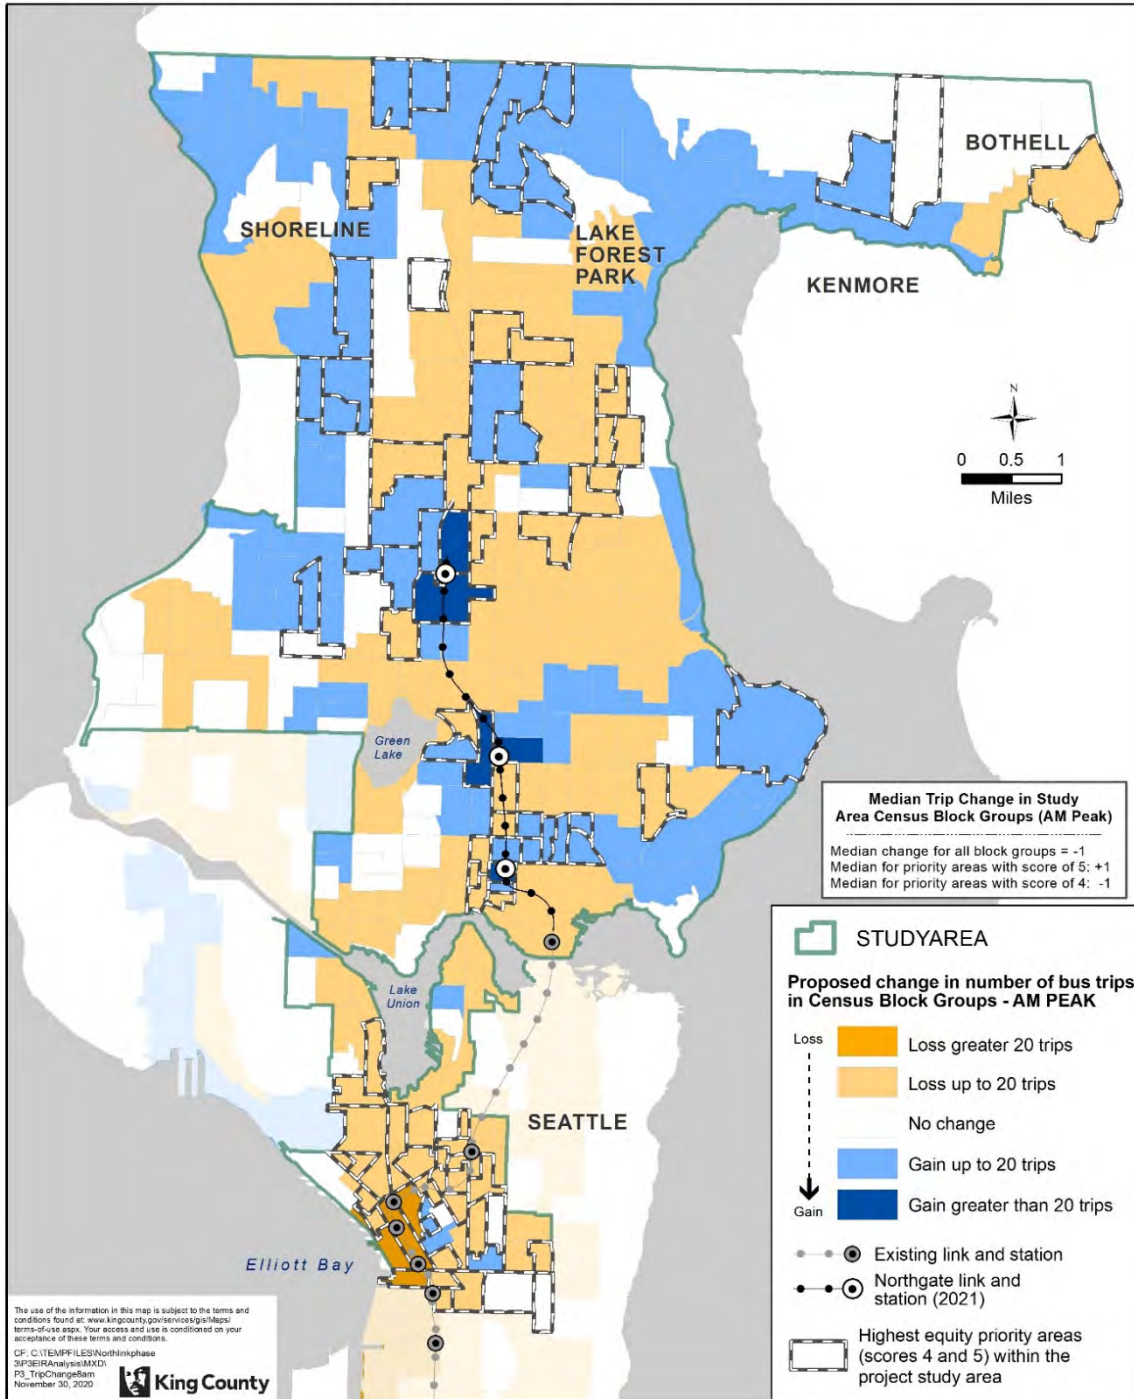 BOTHELL
SHORELINE
LAKE
FOREST
PARK
KENMORE
N
0 0.5 1
Miles
Green
Lake
Median Trip Change in Study
Area Census Block Groups (AM Peak)
Median change for all block groups = -1
Median for priority areas with score of 5: +1
Median for priority areas with score of 4: -1
STUDYAREA
Proposed change in number of bus trips
in Census Block Groups - AM PEAK
Loss
Loss greater 20 trips
Loss up to 20 trips
No change
Gain up to 20 trips
Gain
Gain greater than 20 trips
Existing link and station
Northgate link and
station (2021)
Highest equity priority areas
(scores 4 and 5) within the
project study area
Lake
Union
SEATTLE
Elliott Bay
The use of the information in this map is subject to the terms and
conditions found at: www.kingcounty.gov/services/gis/Maps/
terms-of-use.aspx. Your access and use is conditioned on your
acceptance of these terms and conditions.
CF: C:\TEMPFILES\Northlinkphase
3\P3EIRAnalysis\MXD\
P3_TripChange8am
November 30, 2020
King County